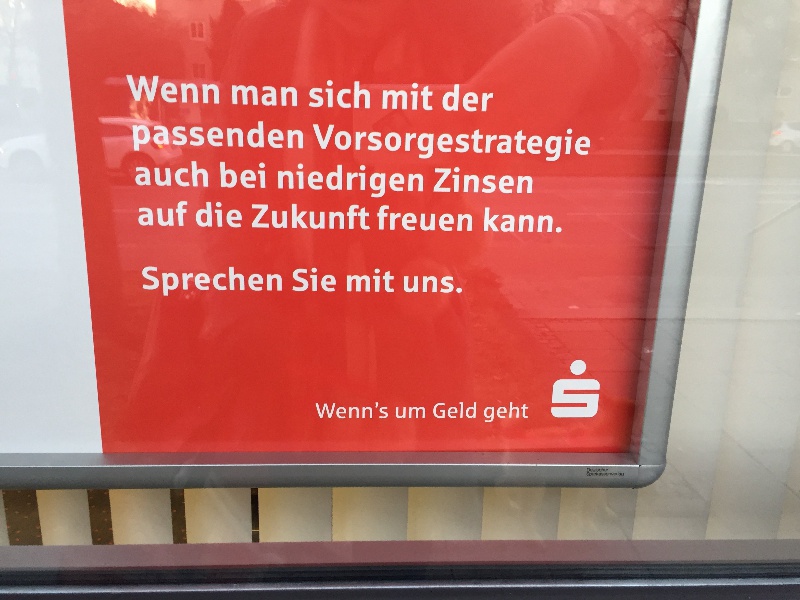 Wenn man sich mit der
passenden Vorsorgestrategie
auch bei niedrigen Zinsen
auf die Zukunft freuen kann.
Sprechen Sie mit uns.
Wenn's um Geld geht